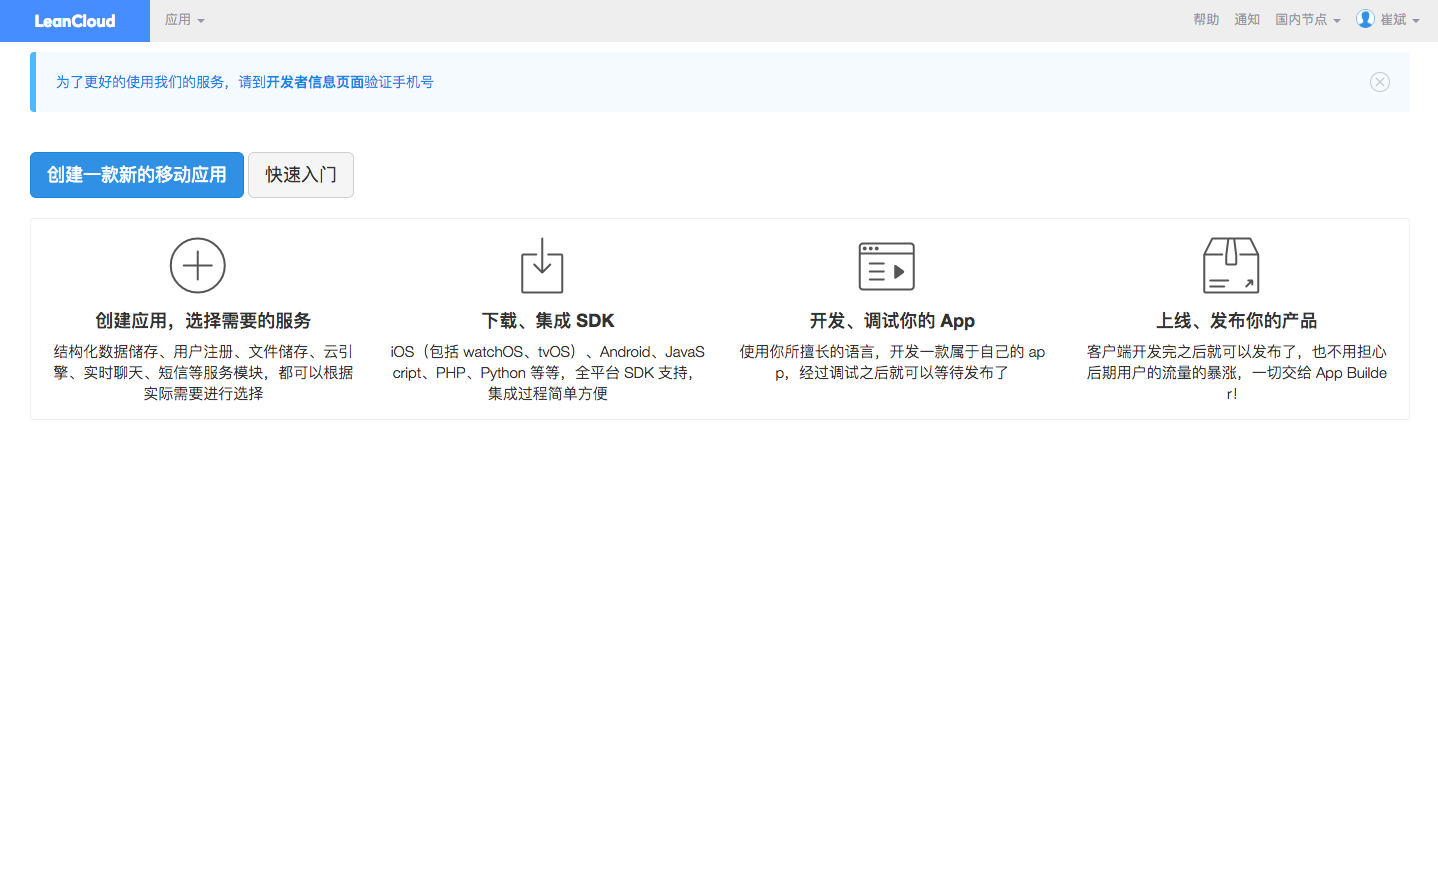 LeanCloud
应用
帮助
通知
国内节点
崔斌
为了更好的使用我们的服务，请到开发者信息页面验证手机号
创建一款新的移动应用
快速入门
创建应用，选择需要的服务
结构化数据储存、用户注册、文件储存、云引
擎、实时聊天、短信等服务模块，都可以根据
实际需要进行选择
下载、集成 SDK
iOS（包括 watchOS、tvOS）、Android、JavaS
cript、PHP、Python 等等，全平台 SDK 支持，
集成过程简单方便
开发、调试你的 App
使用你所擅长的语言，开发一款属于自己的 ap
p，经过调试之后就可以等待发布了
上线、发布你的产品
客户端开发完之后就可以发布了，也不用担心
后期用户的流量的暴涨，一切交给 App Builde
r！